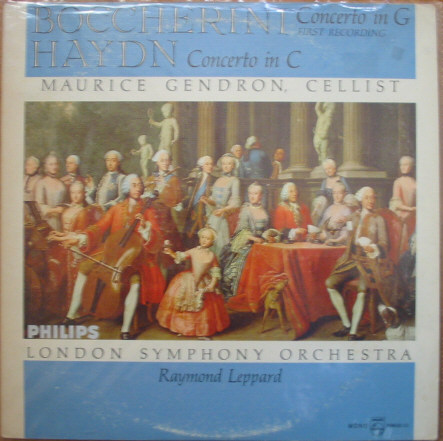 BOCCHERINI Concerto in G
FIRST RECORDING
HAYDN Concerto in C
MAURICE GENDRON, CELLIST
PHILIPS
LONDON SYMPHONY ORCHESTRA
Raymond Leppard